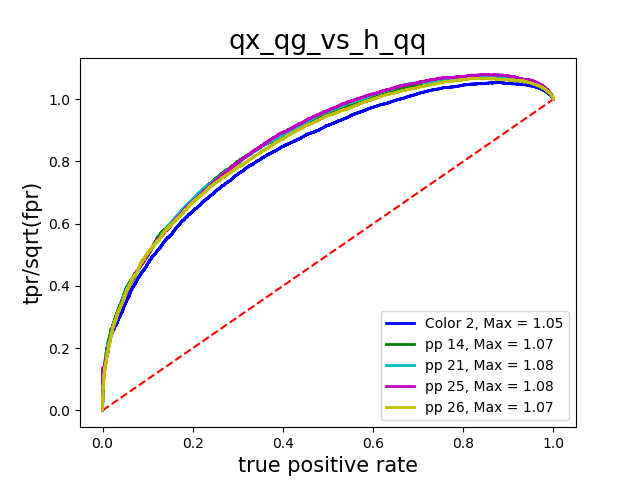 qx_qg_vs_h_qq
tpr/sqrt(fpr)
1.0
0.8
0.6
0.4
0.2
0.0
Color 2, Max = 1.05
pp 14, Max = 1.07
pp 21, Max = 1.08
pp 25, Max = 1.08
pp 26, Max = 1.07
0.0 0.2 0.4 0.6 0.8 1.0
true positive rate